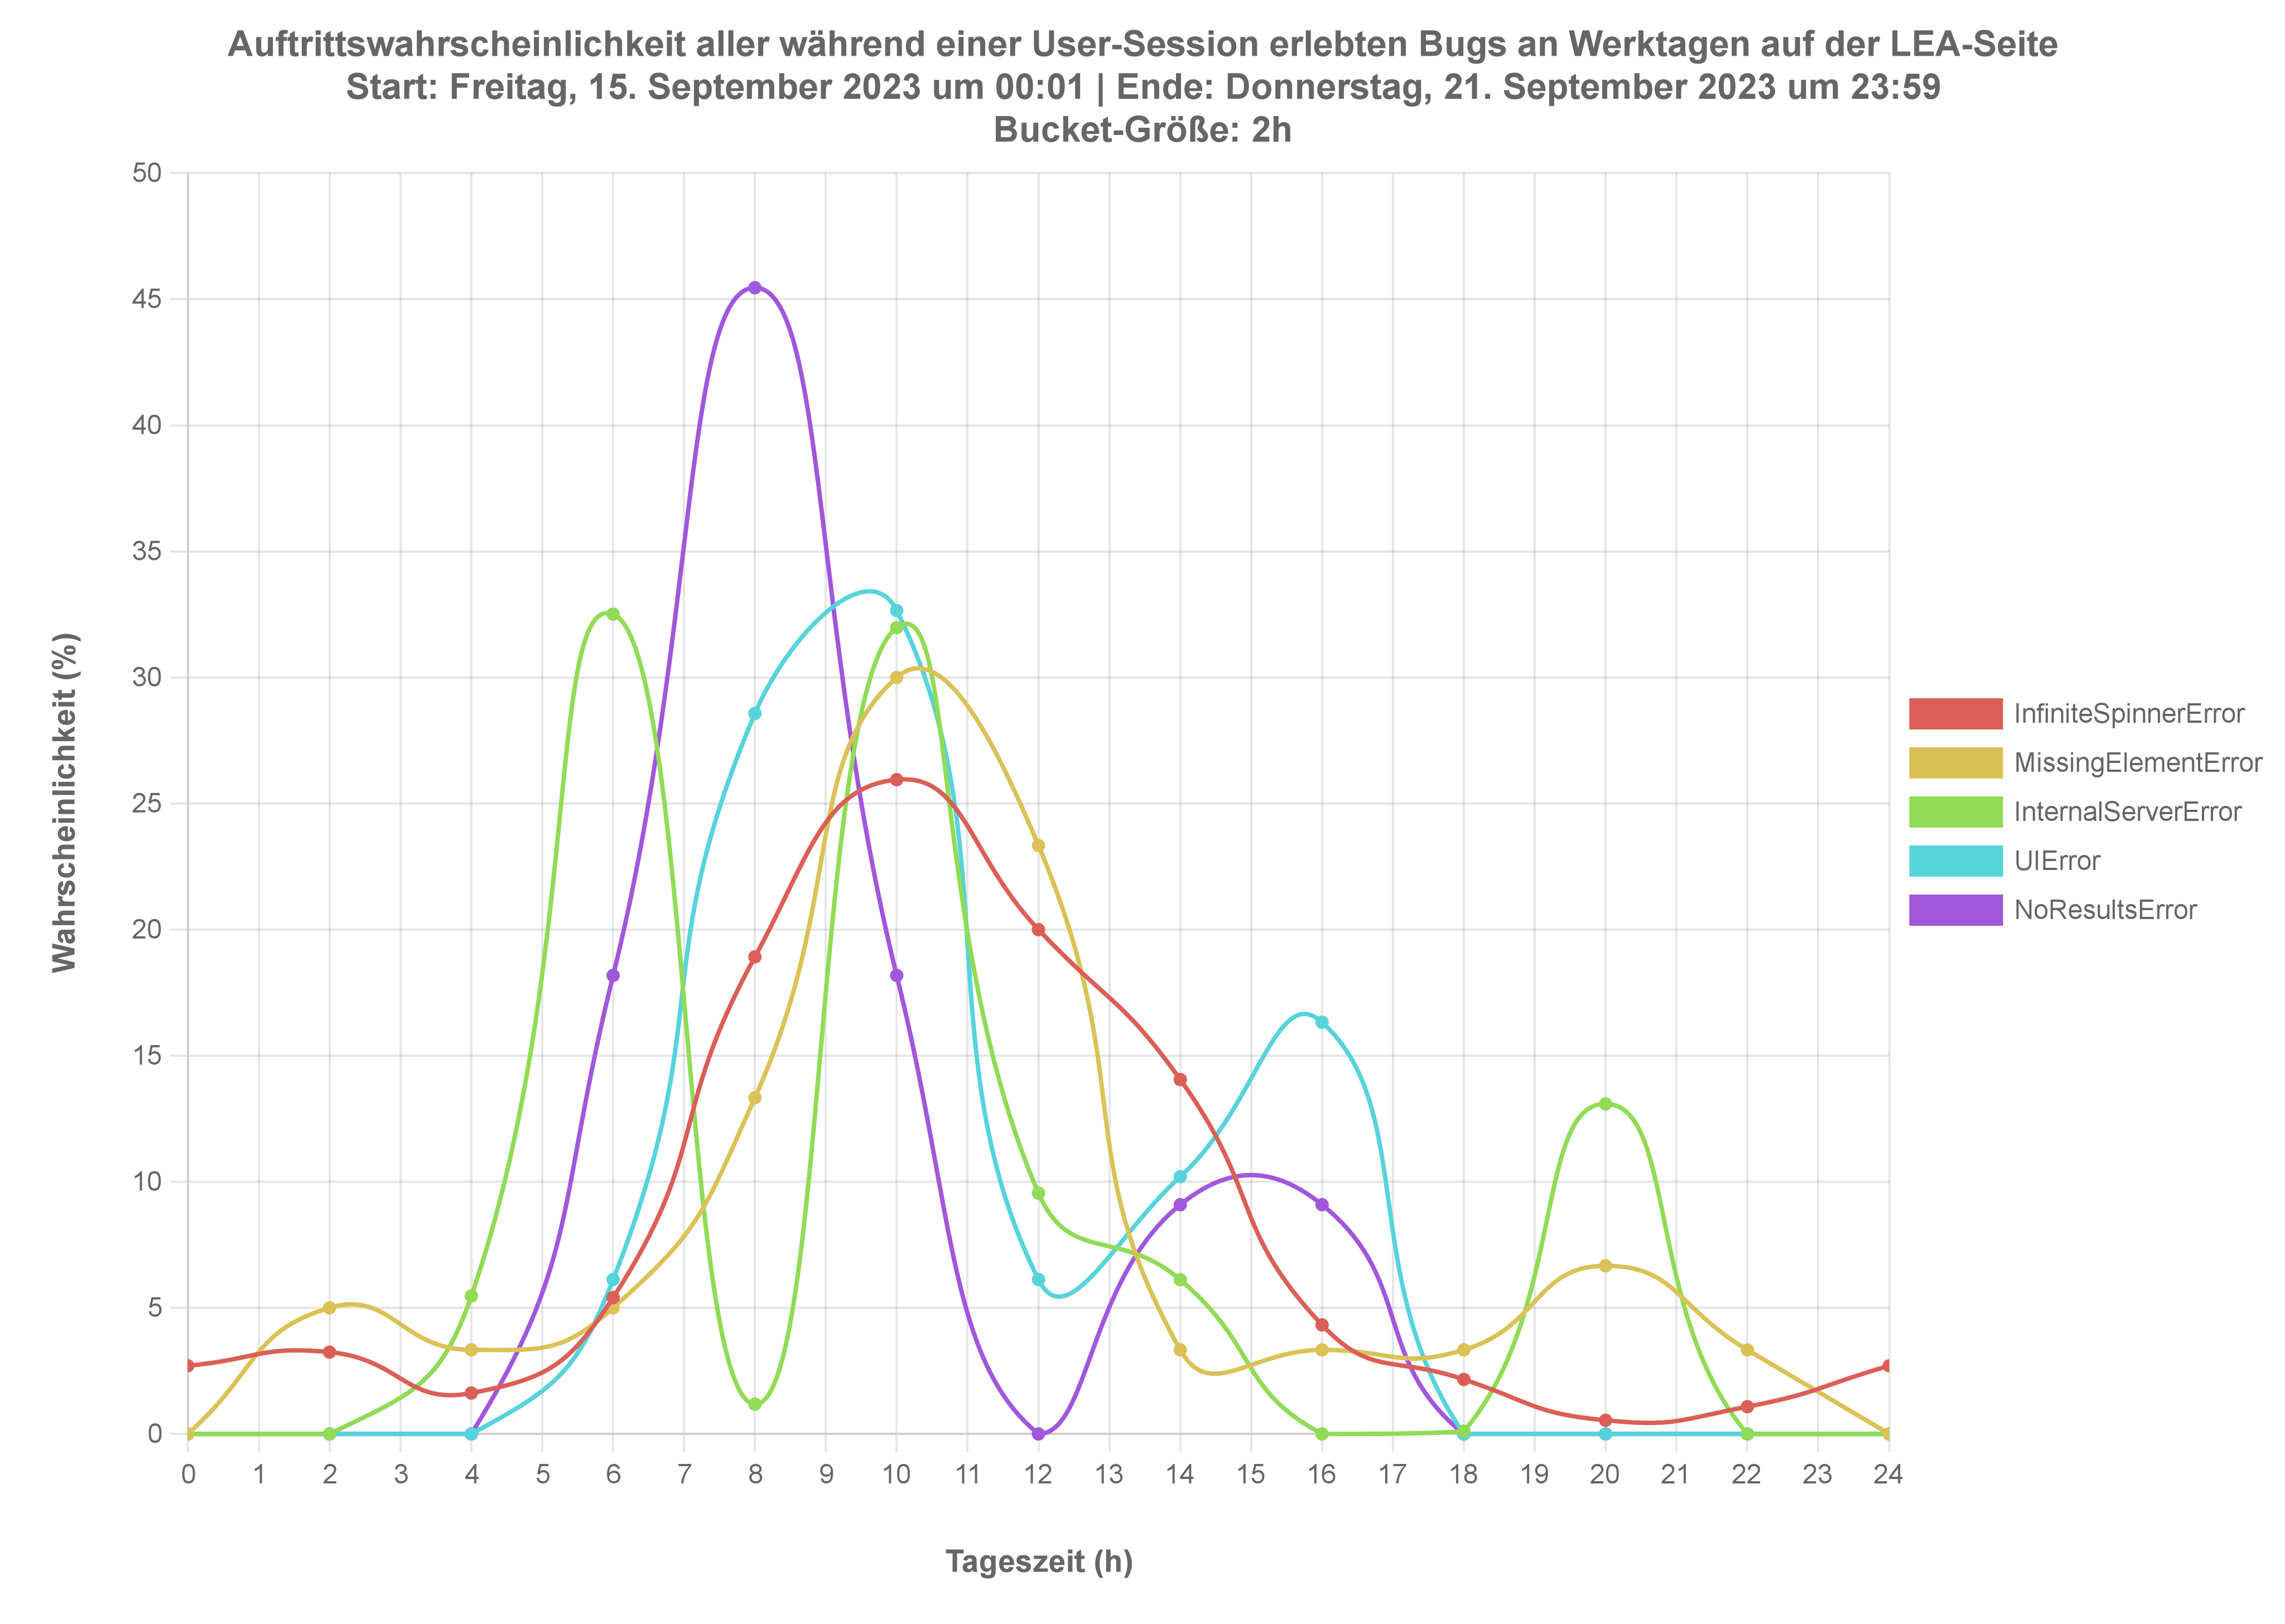 Auftrittswahrscheinlichkeit aller während einer User-Session erlebten Bugs an Werktagen auf der LEA-Seite
Start: Freitag, 15. September 2023 um 00:01 | Ende: Donnerstag, 21. September 2023 um 23:59
Bucket-Größe: 2h
50
45
40
35
30
25
20
15
10
5
0
Wahrscheinlichkeit (%)
0 1 2 3 4 5 6 7 8 9 10 11 12 13 14 15 16 17 18 19 20 21 22 23 24
Tageszeit (h)
InfiniteSpinnerError
MissingElementError
InternalServerError
UIError
NoResultsError